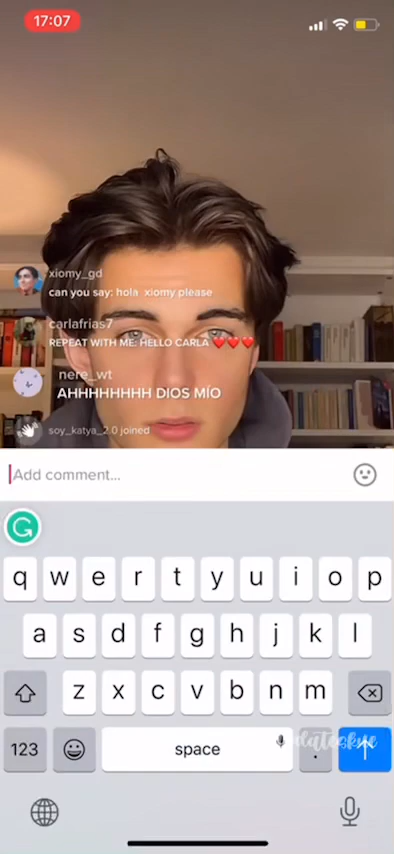 17:07
xiomy_gd
can you say: hola xiomy please
carlafrias7
REPEAT WITH ME: HELLO CARLA ❤️❤️❤️
nere_wt
AHHHHHHHH DIOS MÍO
soy_katya_2.0 joined
Add comment...
q w e r t y u i o p
a s d f g h j k l
z x c v b n m
123 space .